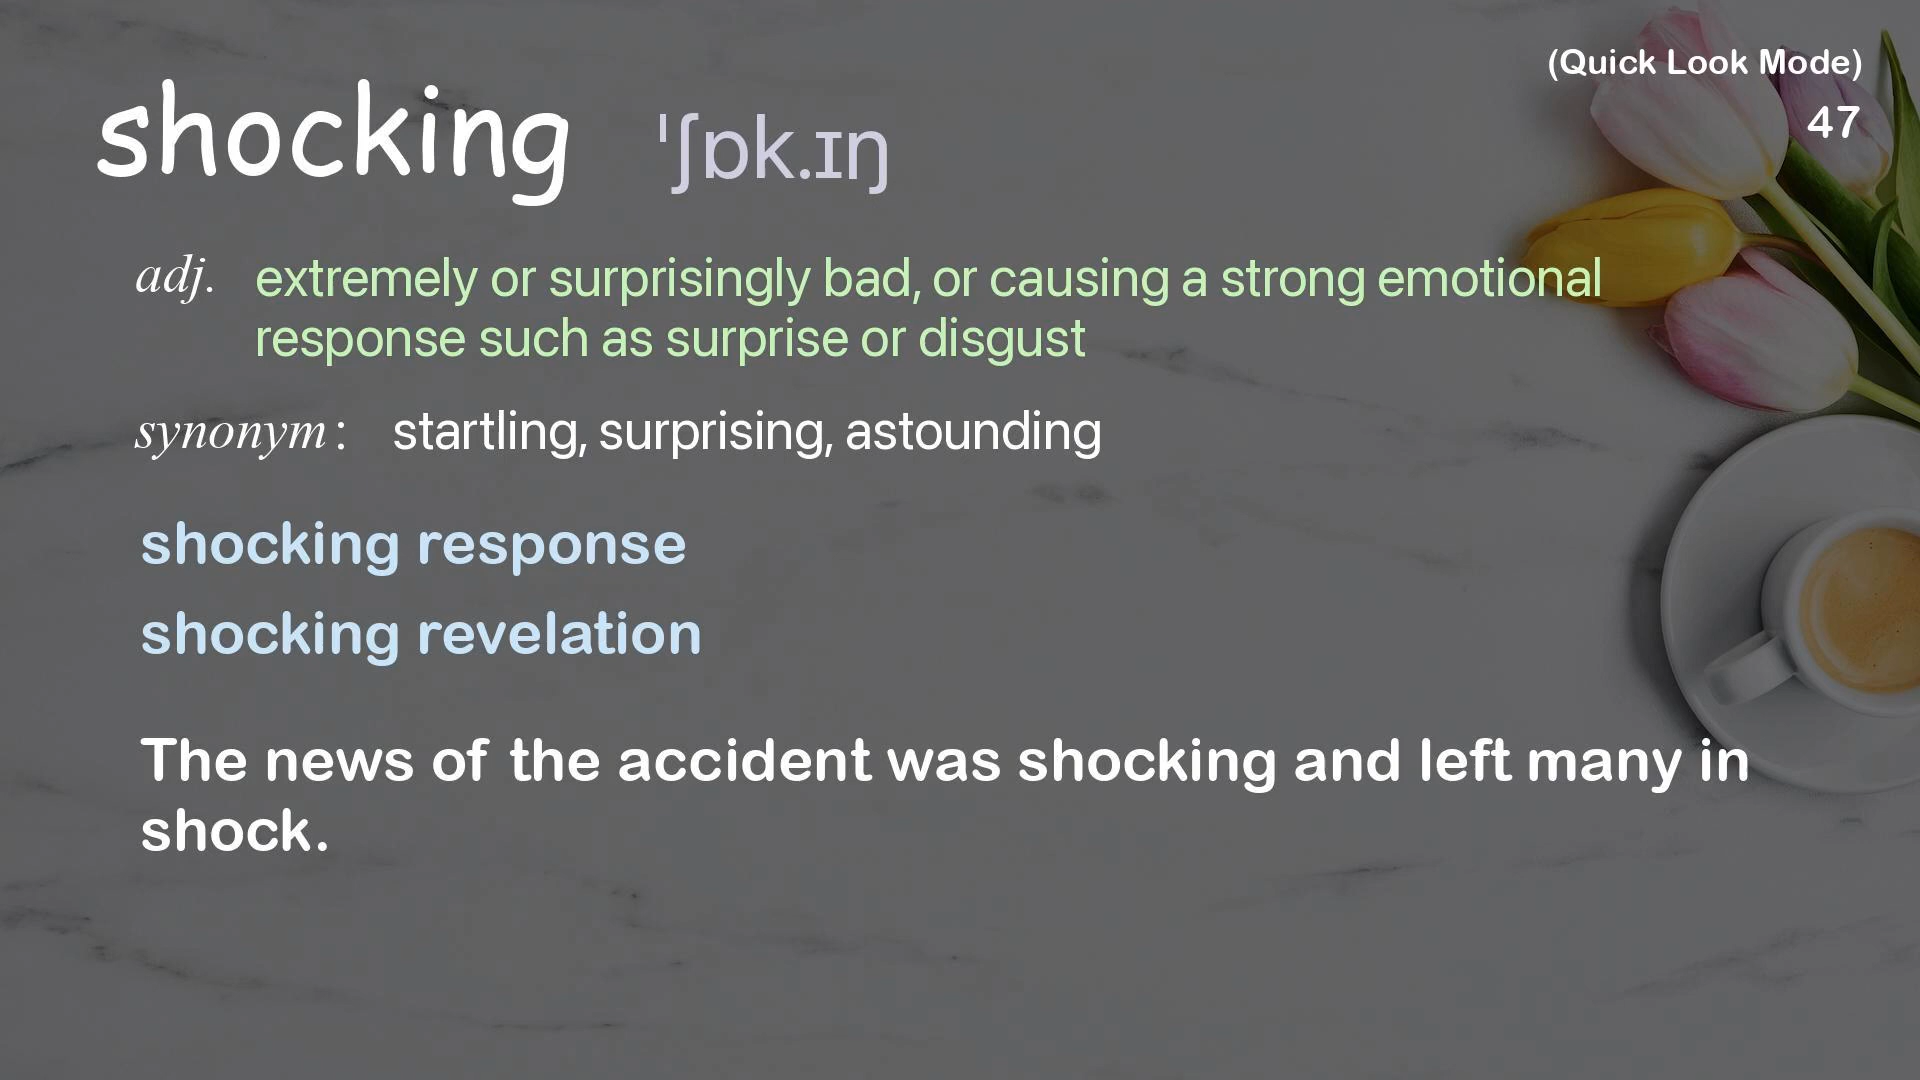 (Quick Look Mode)
47
shocking ˈʃɒk.ɪŋ
adj. extremely or surprisingly bad, or causing a strong emotional
response such as surprise or disgust
synonym: startling, surprising, astounding
shocking response
shocking revelation
The news of the accident was shocking and left many in
shock.